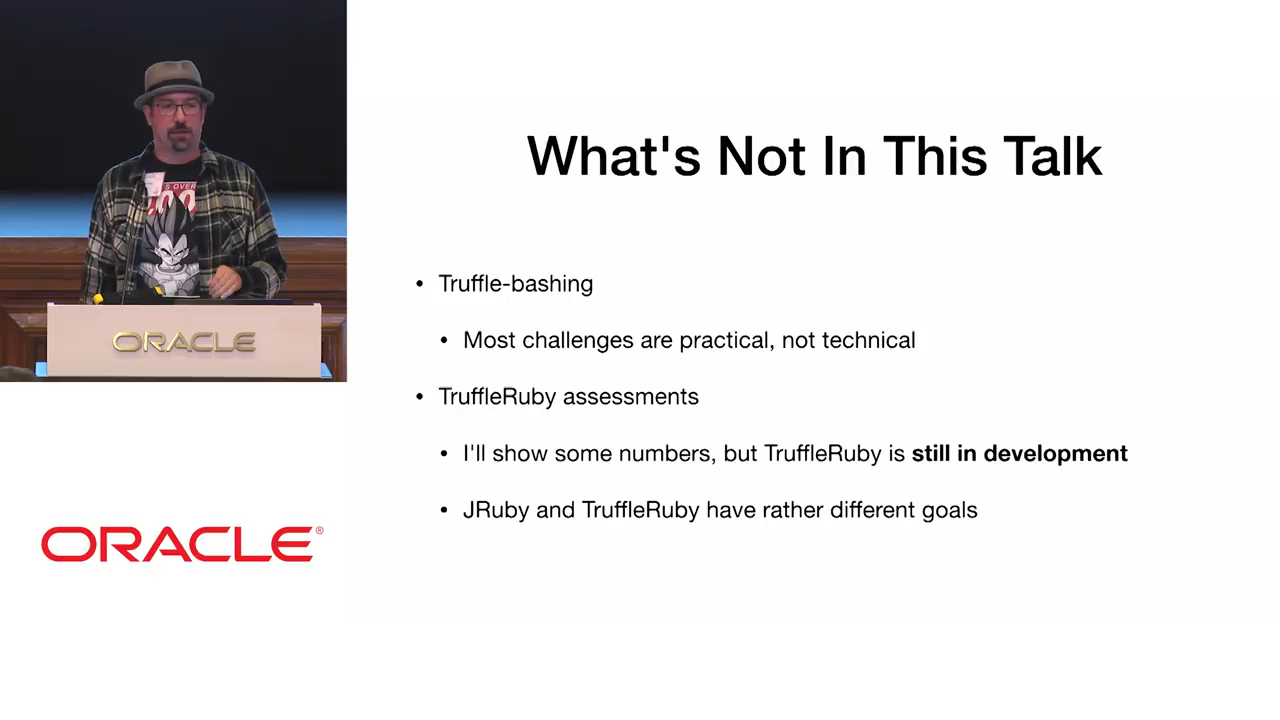 What's Not In This Talk
• Truffle-bashing
• Most challenges are practical, not technical
• TruffleRuby assessments
• I'll show some numbers, but TruffleRuby is still in development
• JRuby and TruffleRuby have rather different goals
OVER
ORACLE
ORACLE®